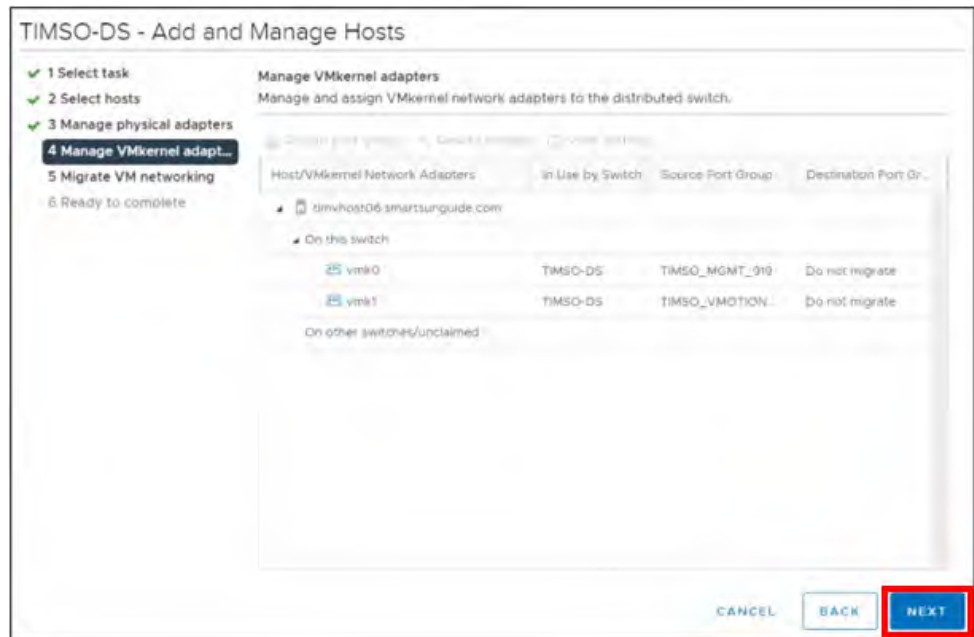 TIMSO-DS - Add and Manage Hosts
1 Select task
2 Select hosts
3 Manage physical adapters
4 Manage VMkernel adapt...
5 Migrate VM networking
6 Ready to complete
Manage VMkernel adapters
Manage and assign VMkernel network adapters to the distributed switch.
Host/VMkernel Network Adapters In Use by Switch Source Port Group Destination Port Gr...
timvhost06.smartsunguide.com
On this switch
vmk0 TIMSO-DS TIMSO_MGMT_919 Do not migrate
vmk1 TIMSO-DS TIMSO_VMOTION... Do not migrate
On other switches/unclaimed
CANCEL BACK NEXT